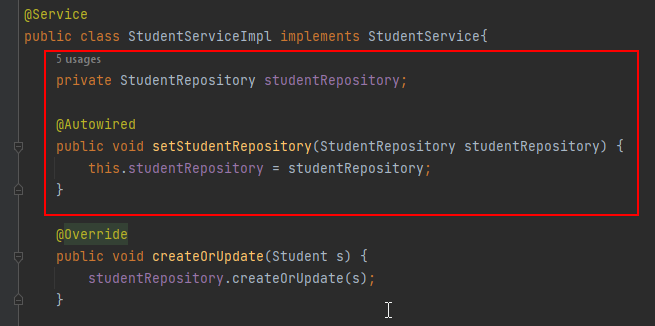 @Service
public class StudentServiceImpl implements StudentService{
5 usages
private StudentRepository studentRepository;
@Autowired
public void setStudentRepository(StudentRepository studentRepository) {
this.studentRepository = studentRepository;
}
@Override
public void createOrUpdate(Student s) {
studentRepository.createOrUpdate(s);
}